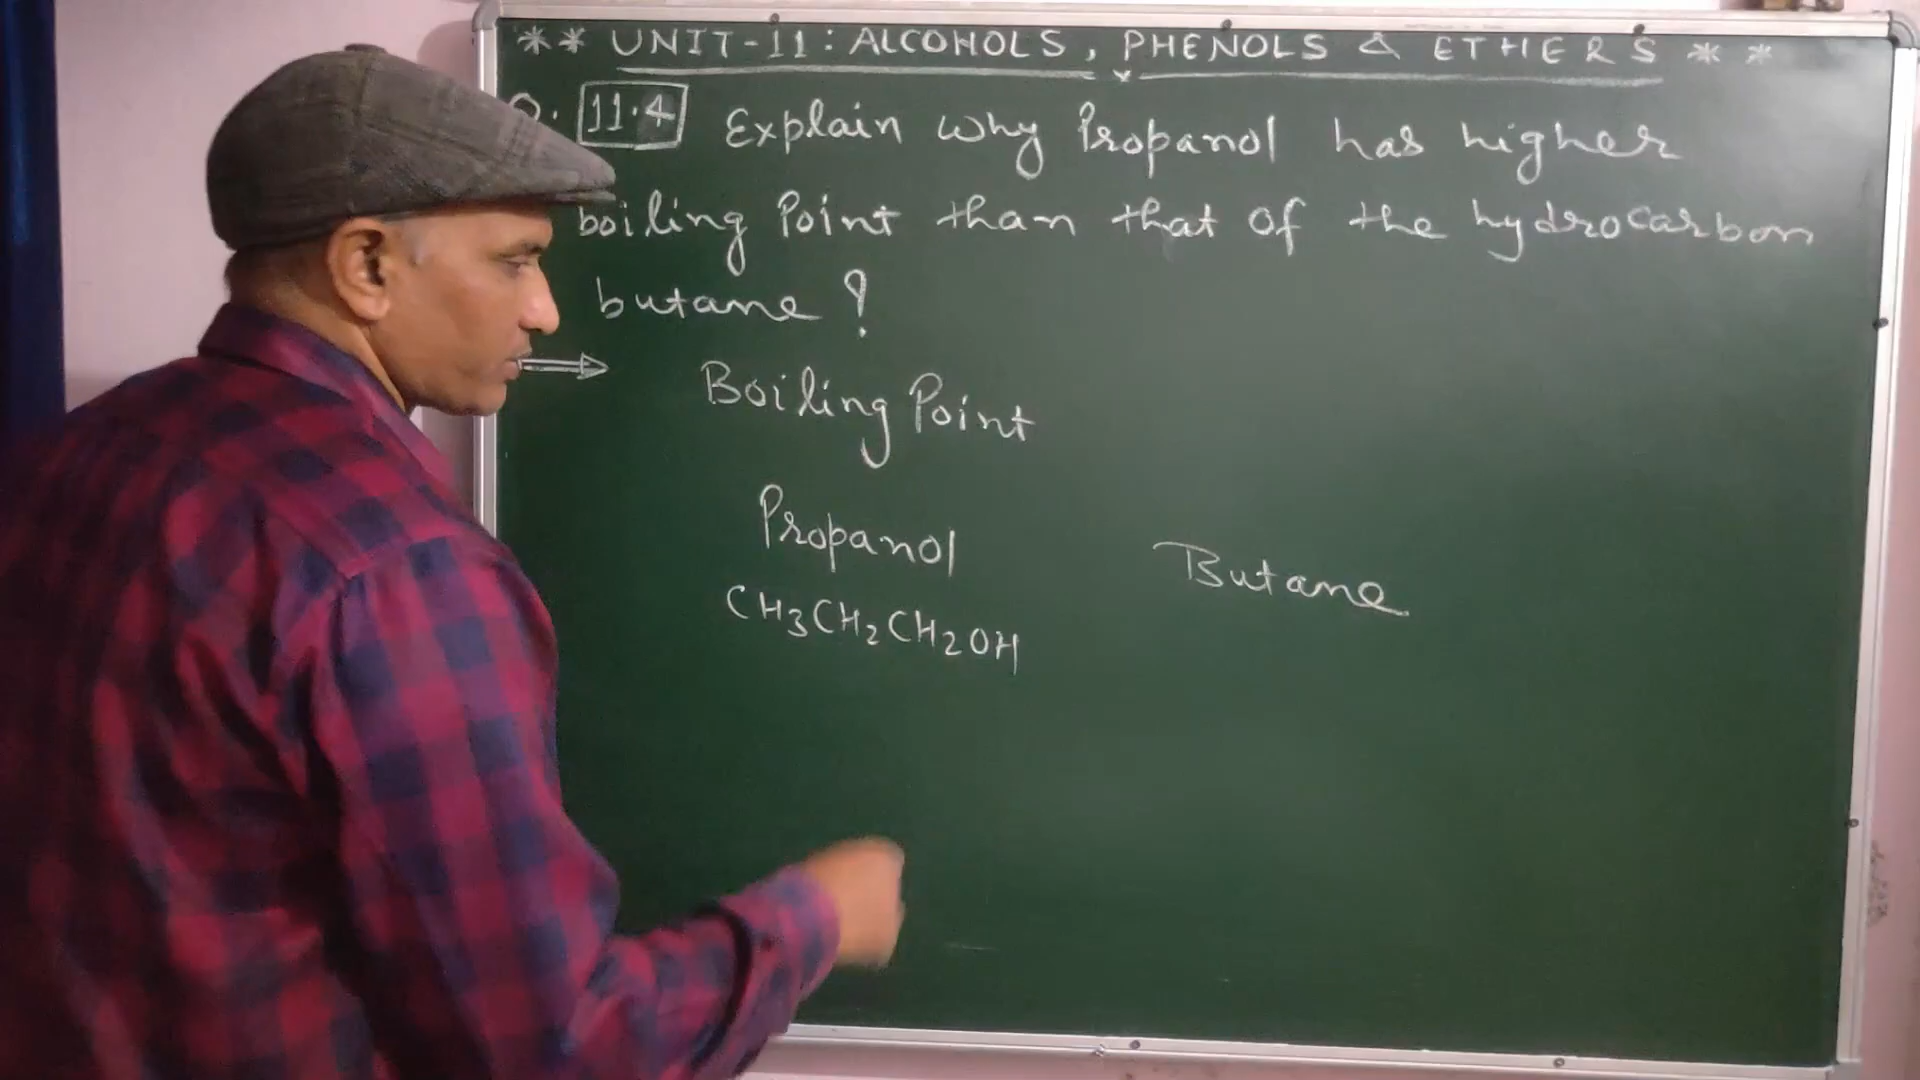 ** UNIT-11: ALCOHOLS, PHENOLS & ETHERS **
Q. 11.4 Explain why Propanol has higher
boiling Point than that of the hydrocarbon
butane?
⇒ Boiling Point
Propanol Butane
CH3CH2CH2OH